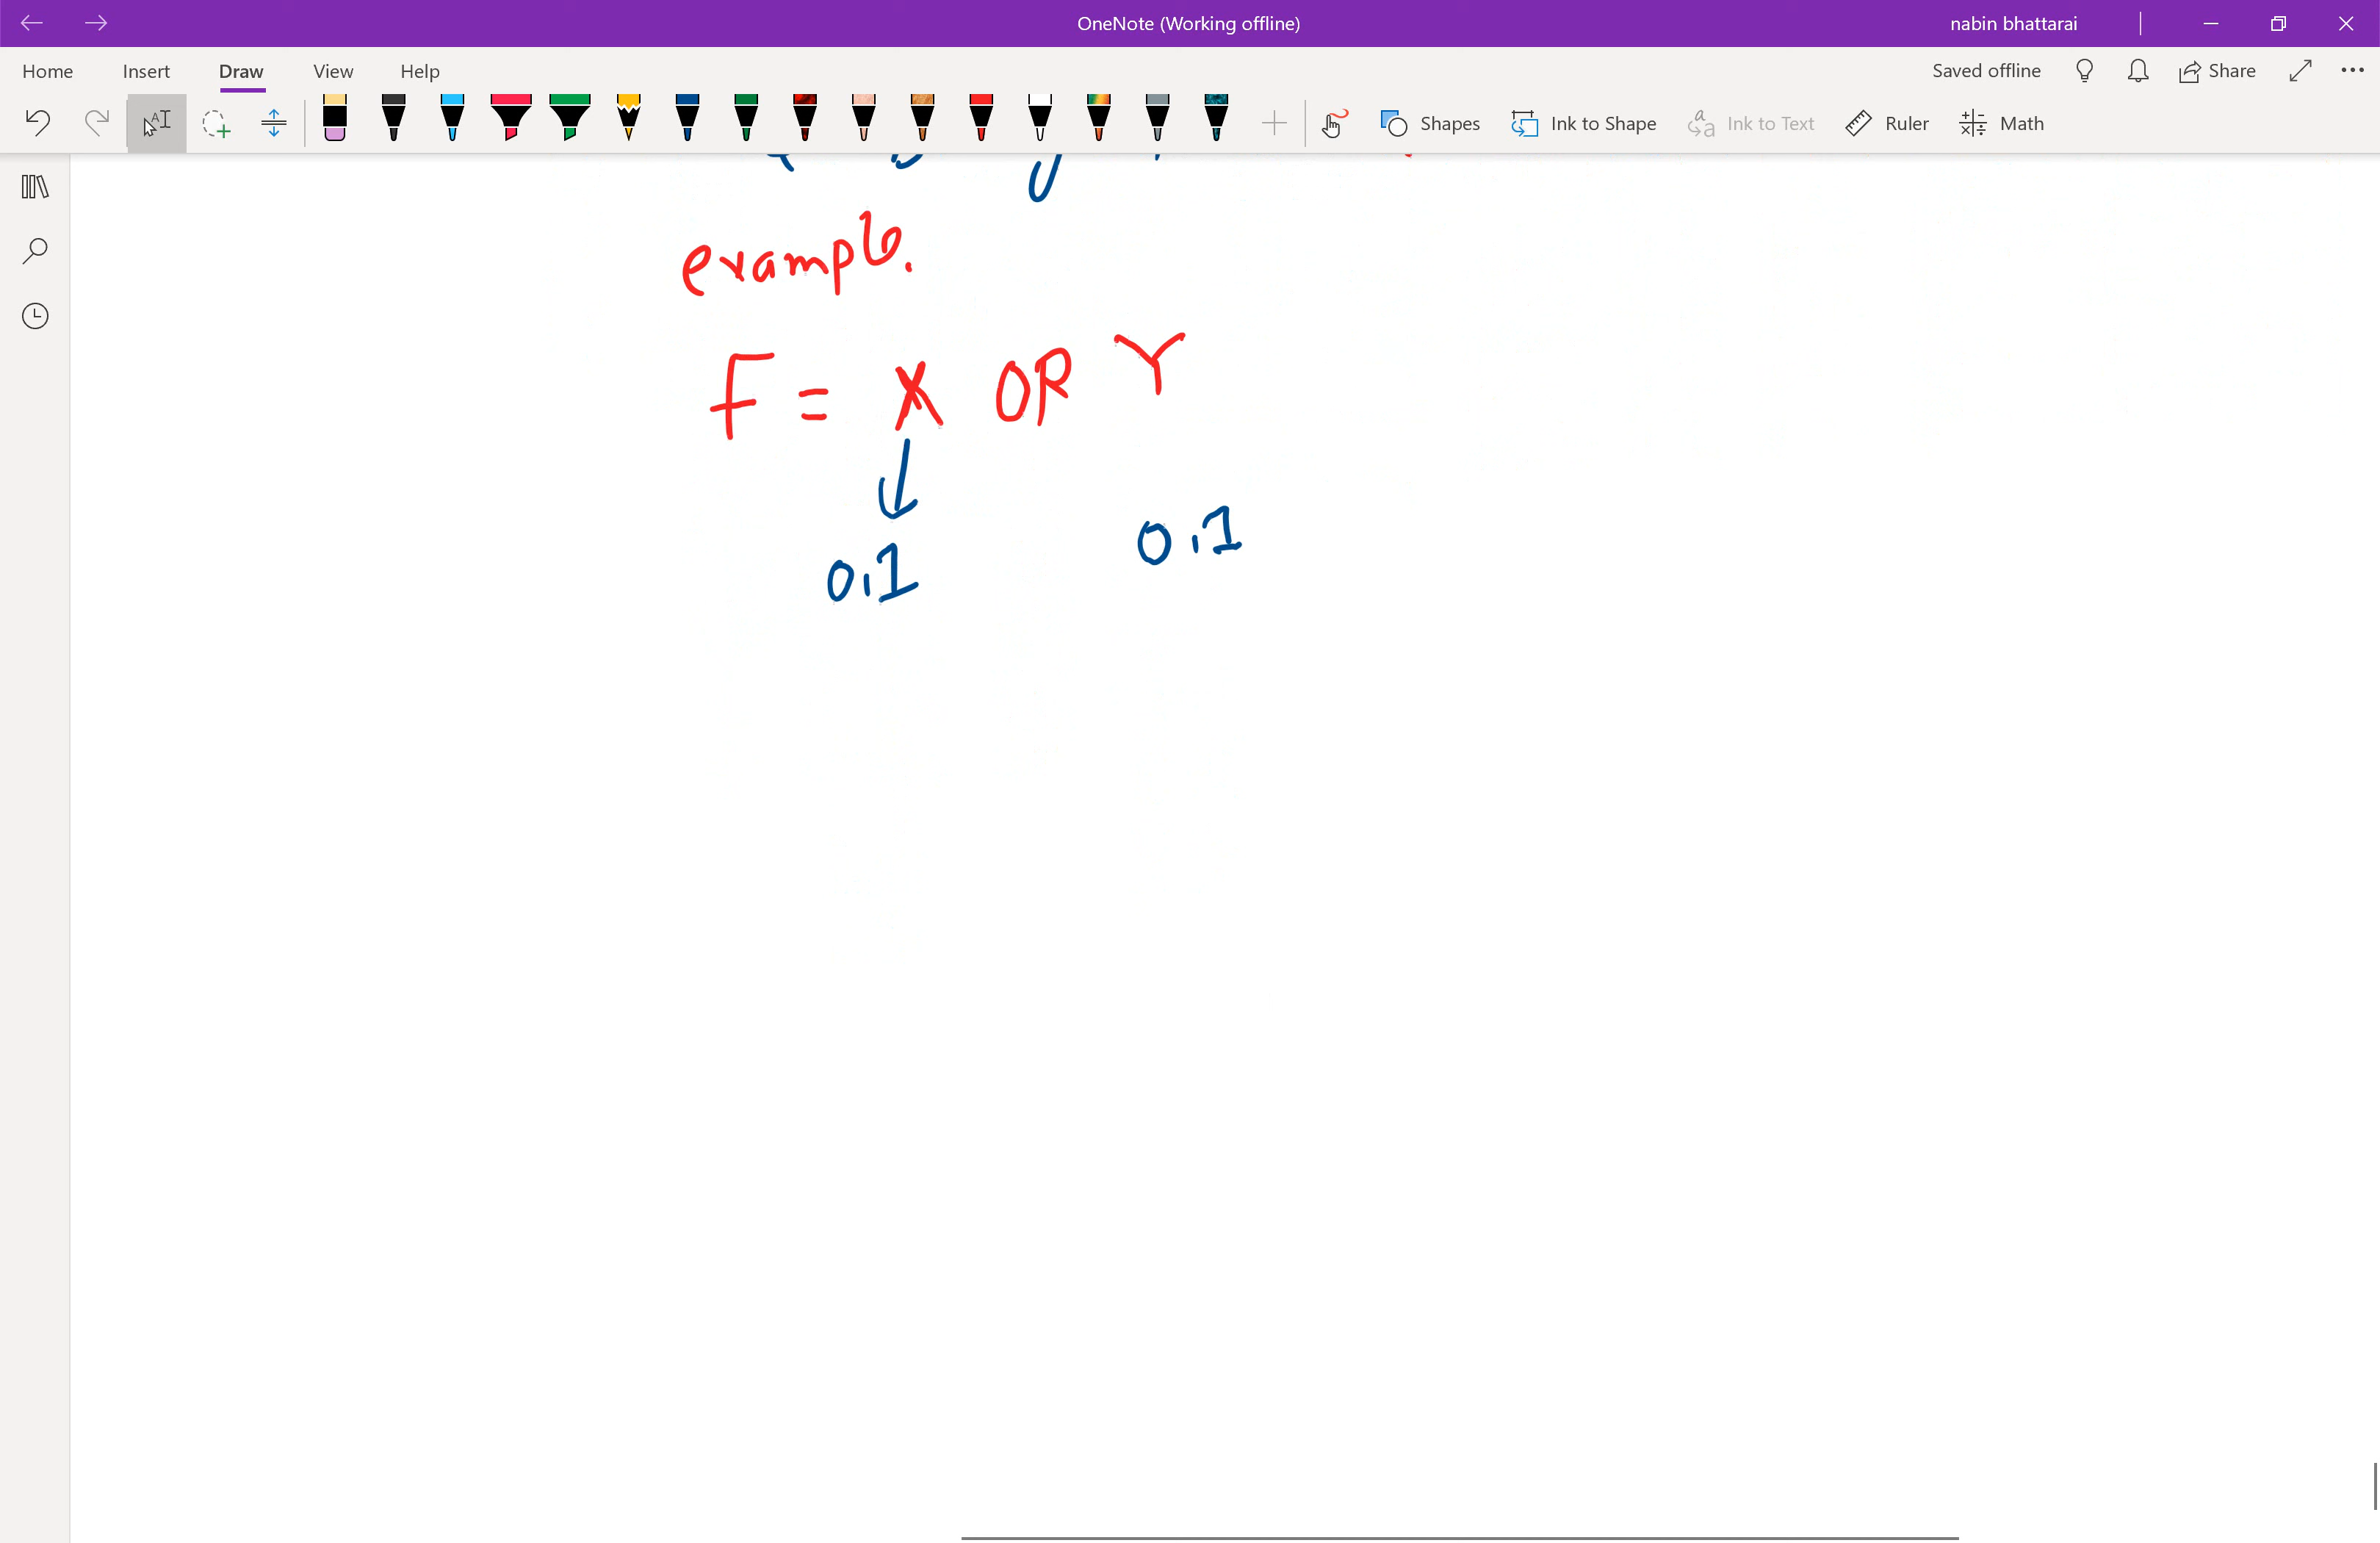 OneNote (Working offline) nabin bhattarai
Home Insert Draw View Help Saved offline Share
Shapes Ink to Shape Ink to Text Ruler Math
example.
F = X OR Y
0,1 0,1